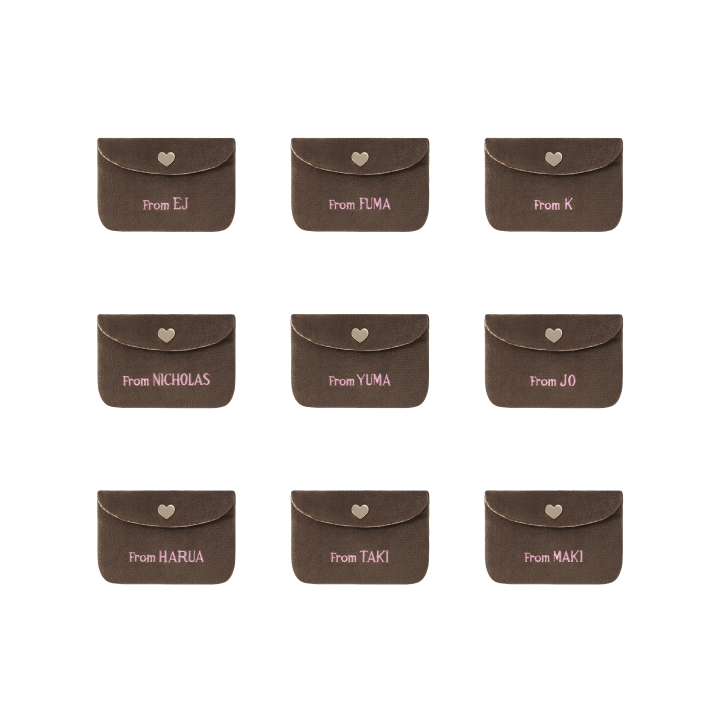 From EJ
From FUMA
From K
From NICHOLAS
From YUMA
From JO
From HARUA
From TAKI
From MAKI